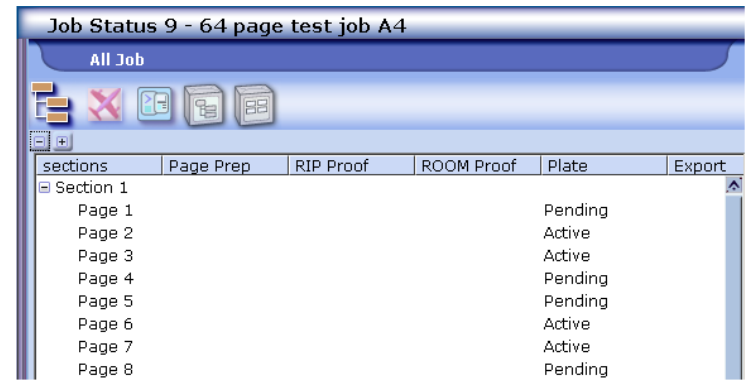 Job Status 9 - 64 page test job A4
All Job
sections Page Prep RIP Proof ROOM Proof Plate Export
Section 1
Page 1 Pending
Page 2 Active
Page 3 Active
Page 4 Pending
Page 5 Pending
Page 6 Active
Page 7 Active
Page 8 Pending